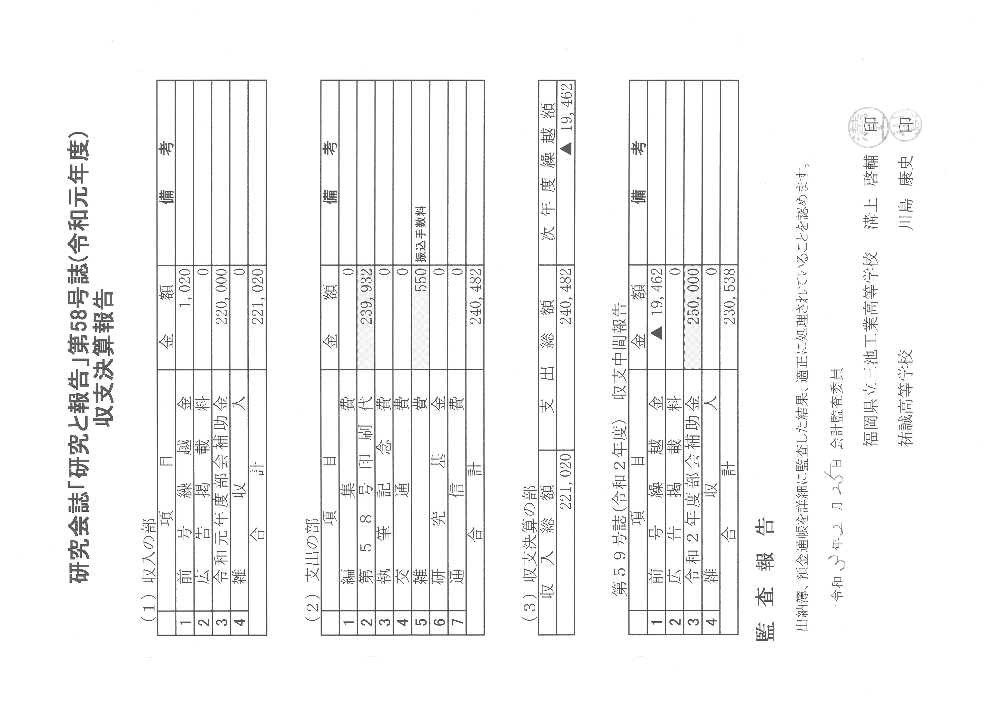 研究会誌「研究と報告」第58号誌(令和元年度)
収支決算報告
(1) 収入の部
項 目 金 額 備 考
1 前号繰越金 1,020
2 広告掲載料 0
3 令和元年度部会補助金 220,000
4 雑収入 0
合 計 221,020
(2) 支出の部
項 目 金 額 備 考
1 編集費 0
2 第58号印刷代 239,932
3 執筆記念費 0
4 交通費 0
5 雑費 550 振込手数料
6 研究基金 0
7 通信費 0
合 計 240,482
(3) 収支決算の部
収入総額 支出総額 次年度繰越額
221,020 240,482 ▲ 19,462
第59号誌(令和2年度) 収支中間報告
項 目 金 額 備 考
1 前号繰越金 ▲ 19,462
2 広告掲載料 0
3 令和2年度部会補助金 250,000
4 雑収入 0
合 計 230,538
監 査 報 告
出納簿、預金通帳を詳細に監査した結果、適正に処理されていることを認めます。
令和3年2月25日 会計監査委員
福岡県立三池工業高等学校 溝上 啓輔 印
祐誠高等学校 川島 康史 印